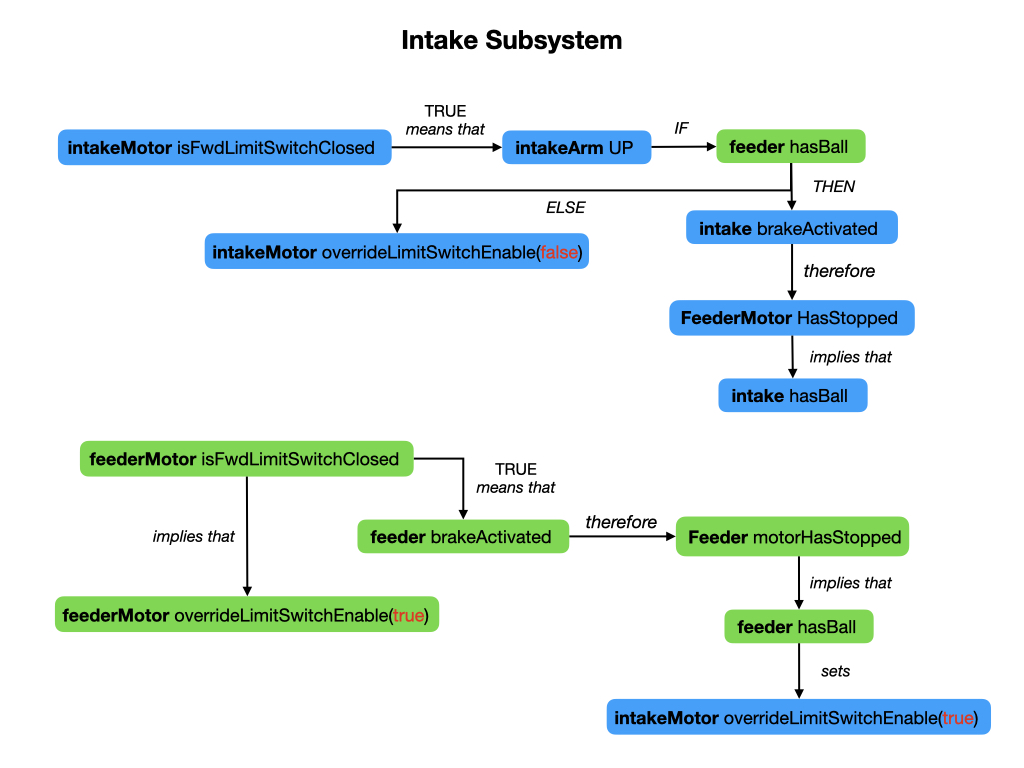 Intake Subsystem
TRUE
means that
IF
intakeMotor isFwdLimitSwitchClosed
intakeArm UP
feeder hasBall
THEN
ELSE
intake brakeActivated
intakeMotor overrideLimitSwitchEnable(false)
therefore
FeederMotor HasStopped
implies that
intake hasBall
feederMotor isFwdLimitSwitchClosed
TRUE
means that
implies that
feeder brakeActivated
therefore
Feeder motorHasStopped
implies that
feederMotor overrideLimitSwitchEnable(true)
feeder hasBall
sets
intakeMotor overrideLimitSwitchEnable(true)